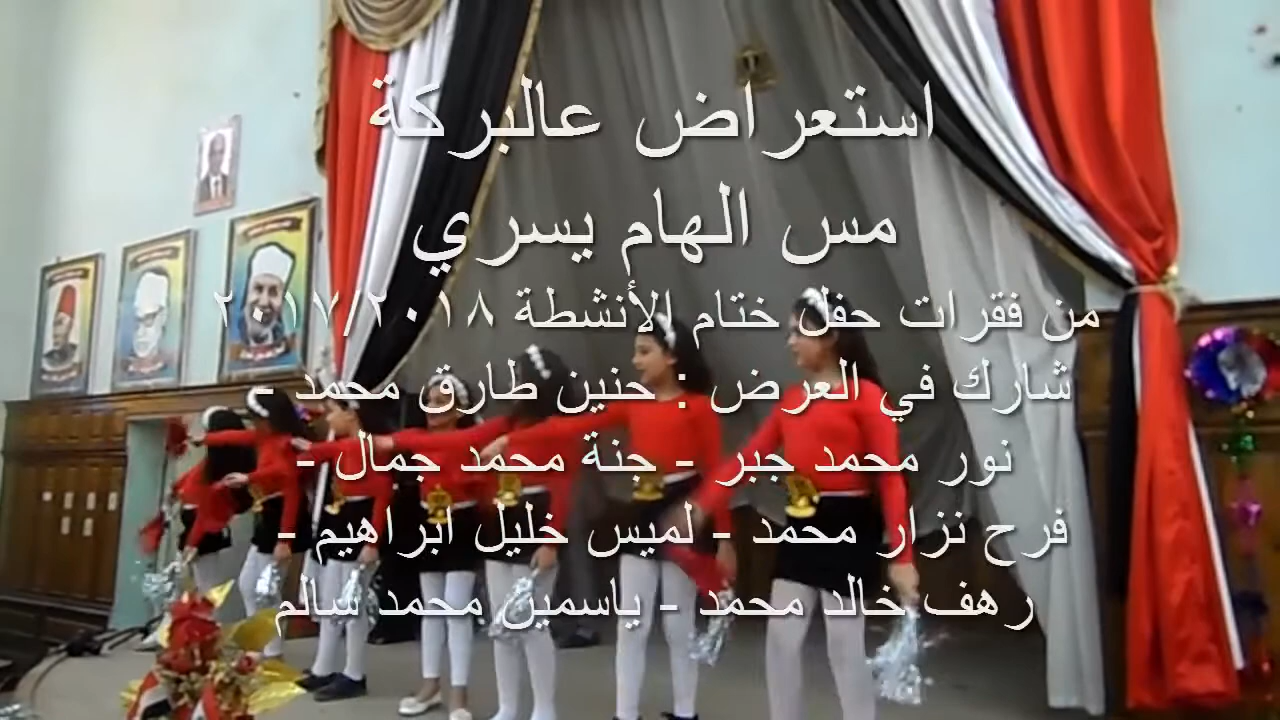 استعراض عالبركة
مس الهام يسري
من فقرات حفل ختام الأنشطة ٢٠١٧/٢٠١٨
شارك في العرض : حنين طارق محمد -
نور محمد جبر - جنة محمد جمال -
فرح نزار محمد - لميس خليل ابراهيم -
رهف خالد محمد - ياسمين محمد سالم